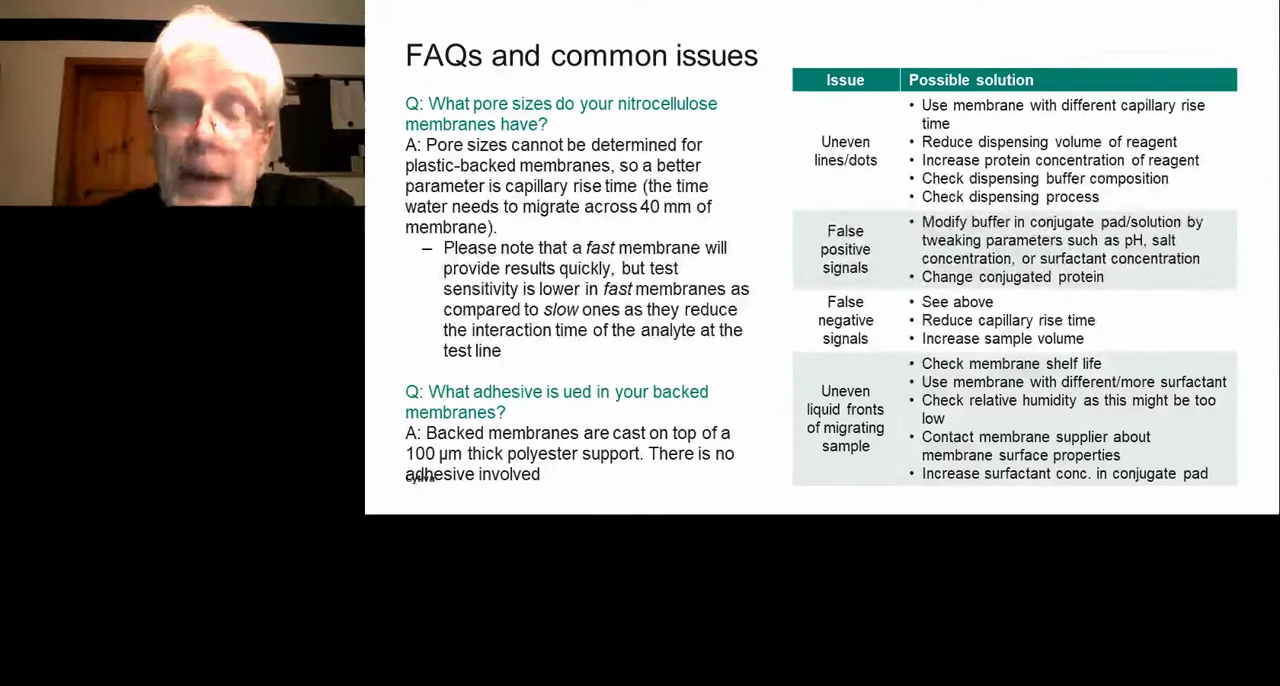 FAQs and common issues
Q: What pore sizes do your nitrocellulose
membranes have?
A: Pore sizes cannot be determined for
plastic-backed membranes, so a better
parameter is capillary rise time (the time
water needs to migrate across 40 mm of
membrane).
– Please note that a fast membrane will
provide results quickly, but test
sensitivity is lower in fast membranes as
compared to slow ones as they reduce
the interaction time of the analyte at the
test line
Q: What adhesive is ued in your backed
membranes?
A: Backed membranes are cast on top of a
100 µm thick polyester support. There is no
adhesive involved
Cytiva
Issue Possible solution
Uneven
lines/dots
• Use membrane with different capillary rise
time
• Reduce dispensing volume of reagent
• Increase protein concentration of reagent
• Check dispensing buffer composition
• Check dispensing process
False
positive
signals
• Modify buffer in conjugate pad/solution by
tweaking parameters such as pH, salt
concentration, or surfactant concentration
• Change conjugated protein
False
negative
signals
• See above
• Reduce capillary rise time
• Increase sample volume
Uneven
liquid fronts
of migrating
sample
• Check membrane shelf life
• Use membrane with different/more surfactant
• Check relative humidity as this might be too
low
• Contact membrane supplier about
membrane surface properties
• Increase surfactant conc. in conjugate pad